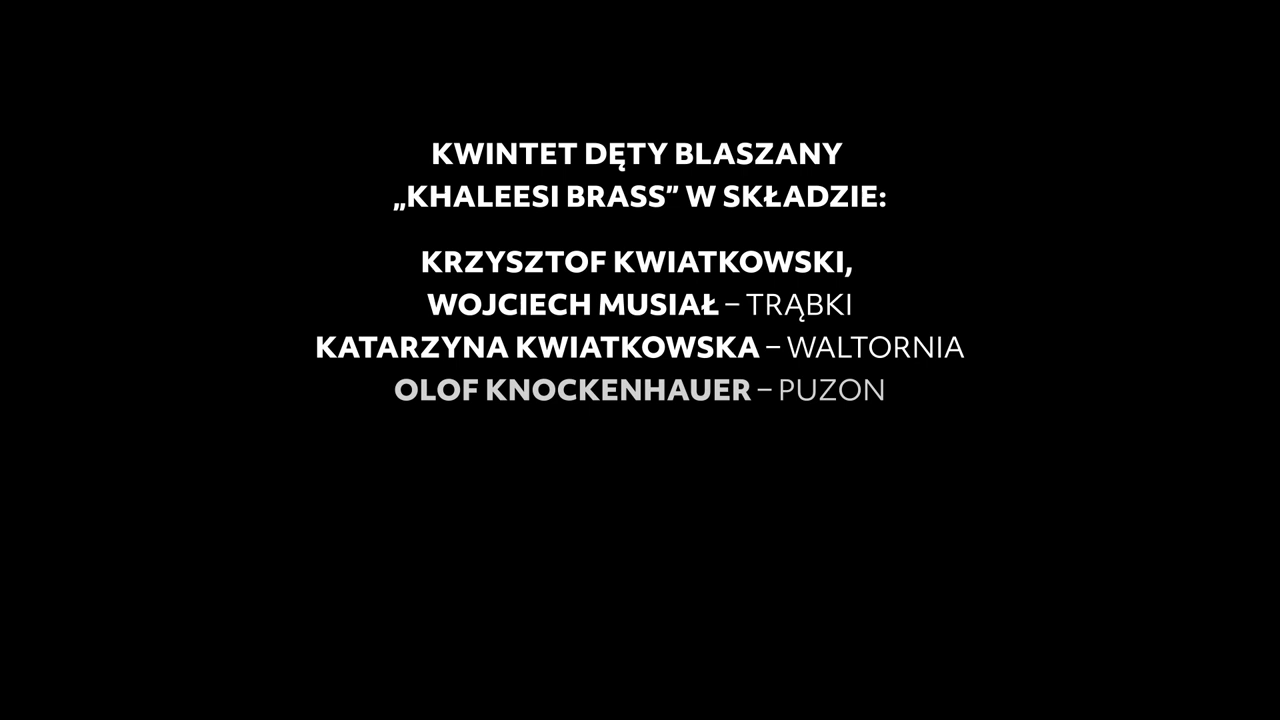 KWINTET DĘTY BLASZANY
„KHALEESI BRASS” W SKŁADZIE:
KRZYSZTOF KWIATKOWSKI,
WOJCIECH MUSIAŁ – TRĄBKI
KATARZYNA KWIATKOWSKA – WALTORNIA
OLOF KNOCKENHAUER – PUZON